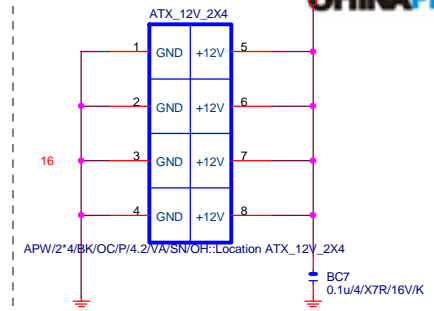 CHINAF
ATX_12V_2X4
1 GND +12V 5
2 GND +12V 6
16
3 GND +12V 7
4 GND +12V 8
APW/2*4/BK/OC/P/4.2/VA/SN/OH::Location ATX_12V_2X4
BC7
0.1u/4/X7R/16V/K